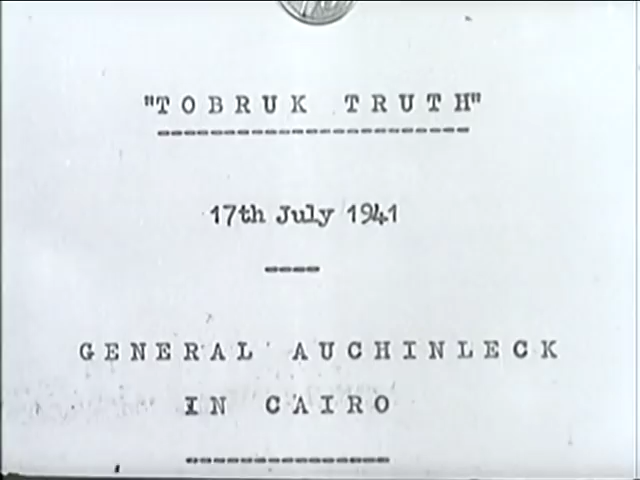 "TOBRUK TRUTH"
17th July 1941
GENERAL AUCHINLECK
IN CAIRO